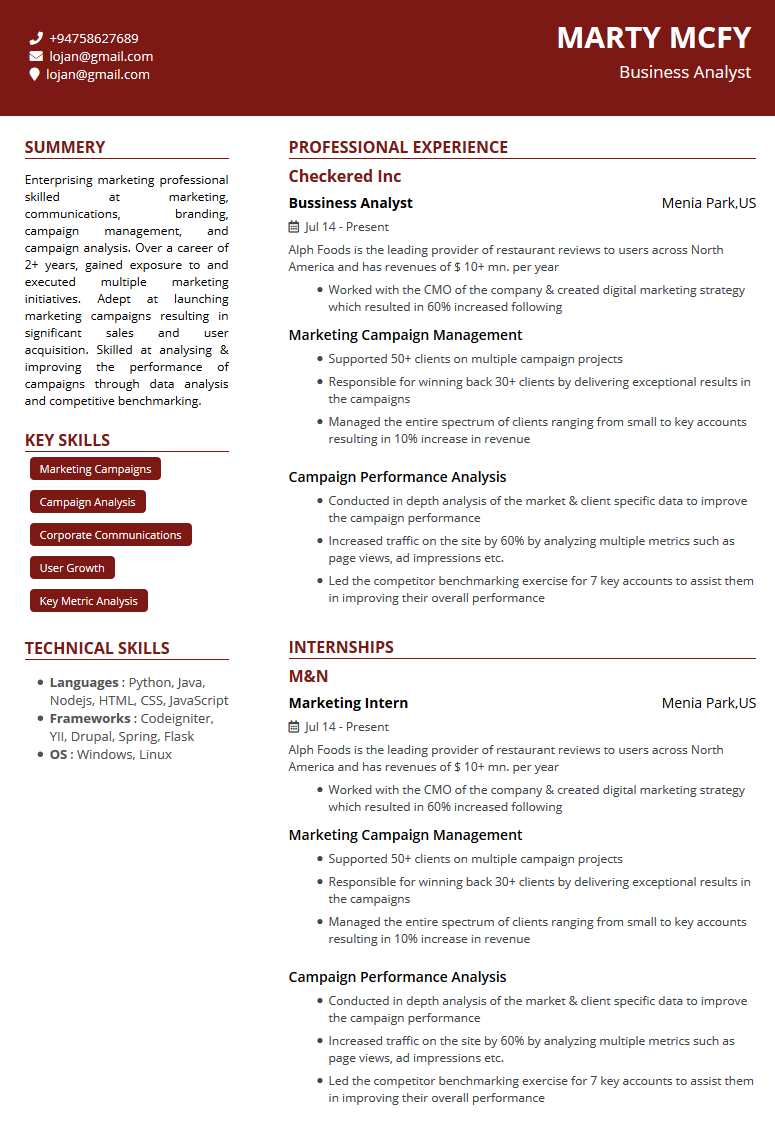 +94758627689
lojan@gmail.com
lojan@gmail.com
MARTY MCFY
Business Analyst
SUMMERY
Enterprising marketing professional
skilled at marketing,
communications, branding,
campaign management, and
campaign analysis. Over a career of
2+ years, gained exposure to and
executed multiple marketing
initiatives. Adept at launching
marketing campaigns resulting in
significant sales and user
acquisition. Skilled at analysing &
improving the performance of
campaigns through data analysis
and competitive benchmarking.
KEY SKILLS
Marketing Campaigns
Campaign Analysis
Corporate Communications
User Growth
Key Metric Analysis
TECHNICAL SKILLS
Languages : Python, Java,
Nodejs, HTML, CSS, JavaScript
Frameworks : Codeigniter,
YII, Drupal, Spring, Flask
OS : Windows, Linux
PROFESSIONAL EXPERIENCE
Checkered Inc
Bussiness Analyst Menia Park,US
Jul 14 - Present
Alph Foods is the leading provider of restaurant reviews to users across North
America and has revenues of $ 10+ mn. per year
Worked with the CMO of the company & created digital marketing strategy
which resulted in 60% increased following
Marketing Campaign Management
Supported 50+ clients on multiple campaign projects
Responsible for winning back 30+ clients by delivering exceptional results in
the campaigns
Managed the entire spectrum of clients ranging from small to key accounts
resulting in 10% increase in revenue
Campaign Performance Analysis
Conducted in depth analysis of the market & client specific data to improve
the campaign performance
Increased traffic on the site by 60% by analyzing multiple metrics such as
page views, ad impressions etc.
Led the competitor benchmarking exercise for 7 key accounts to assist them
in improving their overall performance
INTERNSHIPS
M&N
Marketing Intern Menia Park,US
Jul 14 - Present
Alph Foods is the leading provider of restaurant reviews to users across North
America and has revenues of $ 10+ mn. per year
Worked with the CMO of the company & created digital marketing strategy
which resulted in 60% increased following
Marketing Campaign Management
Supported 50+ clients on multiple campaign projects
Responsible for winning back 30+ clients by delivering exceptional results in
the campaigns
Managed the entire spectrum of clients ranging from small to key accounts
resulting in 10% increase in revenue
Campaign Performance Analysis
Conducted in depth analysis of the market & client specific data to improve
the campaign performance
Increased traffic on the site by 60% by analyzing multiple metrics such as
page views, ad impressions etc.
Led the competitor benchmarking exercise for 7 key accounts to assist them
in improving their overall performance